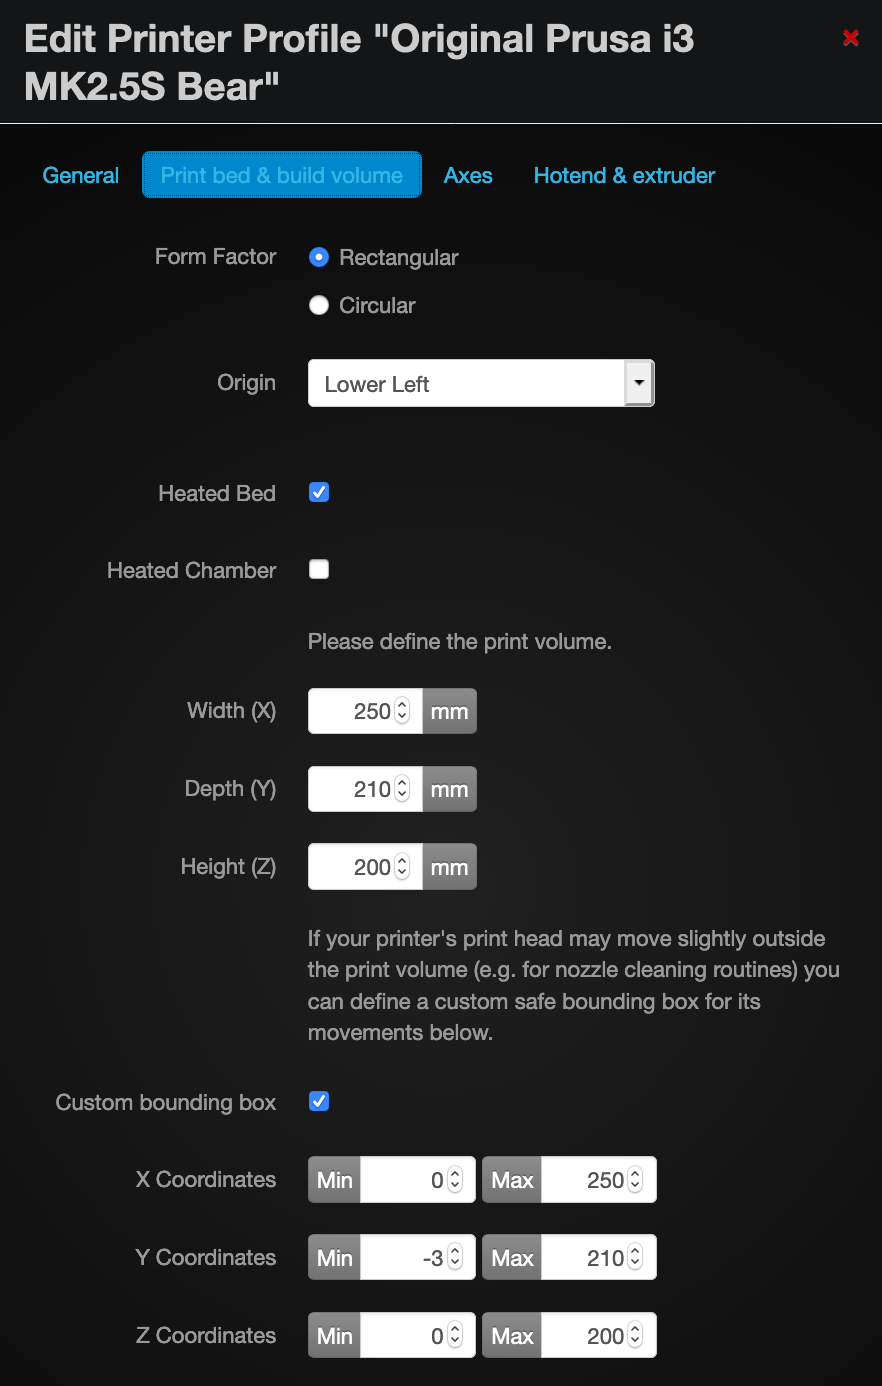 Edit Printer Profile "Original Prusa i3
MK2.5S Bear"
General Print bed & build volume Axes Hotend & extruder
Form Factor Rectangular
Circular
Origin Lower Left
Heated Bed
Heated Chamber
Please define the print volume.
Width (X) 250 mm
Depth (Y) 210 mm
Height (Z) 200 mm
If your printer's print head may move slightly outside
the print volume (e.g. for nozzle cleaning routines) you
can define a custom safe bounding box for its
movements below.
Custom bounding box
X Coordinates Min 0 Max 250
Y Coordinates Min -3 Max 210
Z Coordinates Min 0 Max 200